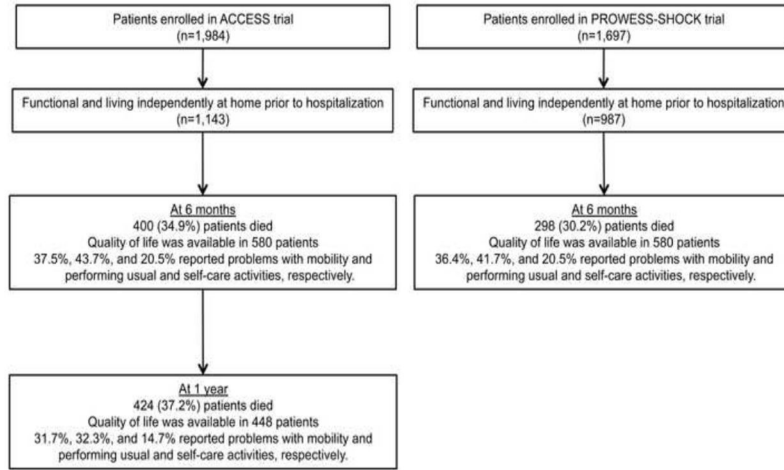 Patients enrolled in ACCESS trial
(n=1,984)
Functional and living independently at home prior to hospitalization
(n=1,143)
At 6 months
400 (34.9%) patients died
Quality of life was available in 580 patients
37.5%, 43.7%, and 20.5% reported problems with mobility and
performing usual and self-care activities, respectively.
At 1 year
424 (37.2%) patients died
Quality of life was available in 448 patients
31.7%, 32.3%, and 14.7% reported problems with mobility and
performing usual and self-care activities, respectively.
Patients enrolled in PROWESS-SHOCK trial
(n=1,697)
Functional and living independently at home prior to hospitalization
(n=987)
At 6 months
298 (30.2%) patients died
Quality of life was available in 580 patients
36.4%, 41.7%, and 20.5% reported problems with mobility and
performing usual and self-care activities, respectively.